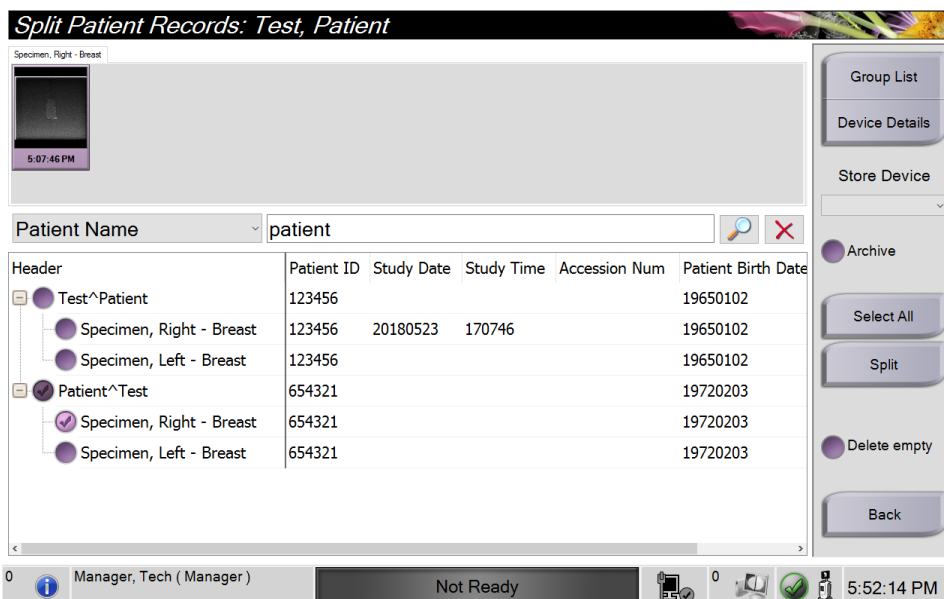 Split Patient Records: Test, Patient
Specimen, Right - Breast
5:07:46 PM
Group List
Device Details
Store Device
Patient Name patient
Archive
Header Patient ID Study Date Study Time Accession Num Patient Birth Date
Test^Patient 123456 19650102
Specimen, Right - Breast 123456 20180523 170746 19650102
Specimen, Left - Breast 123456 19650102
Patient^Test 654321 19720203
Specimen, Right - Breast 654321 19720203
Specimen, Left - Breast 654321 19720203
Select All
Split
Delete empty
Back
0 Manager, Tech ( Manager ) Not Ready 0 5:52:14 PM